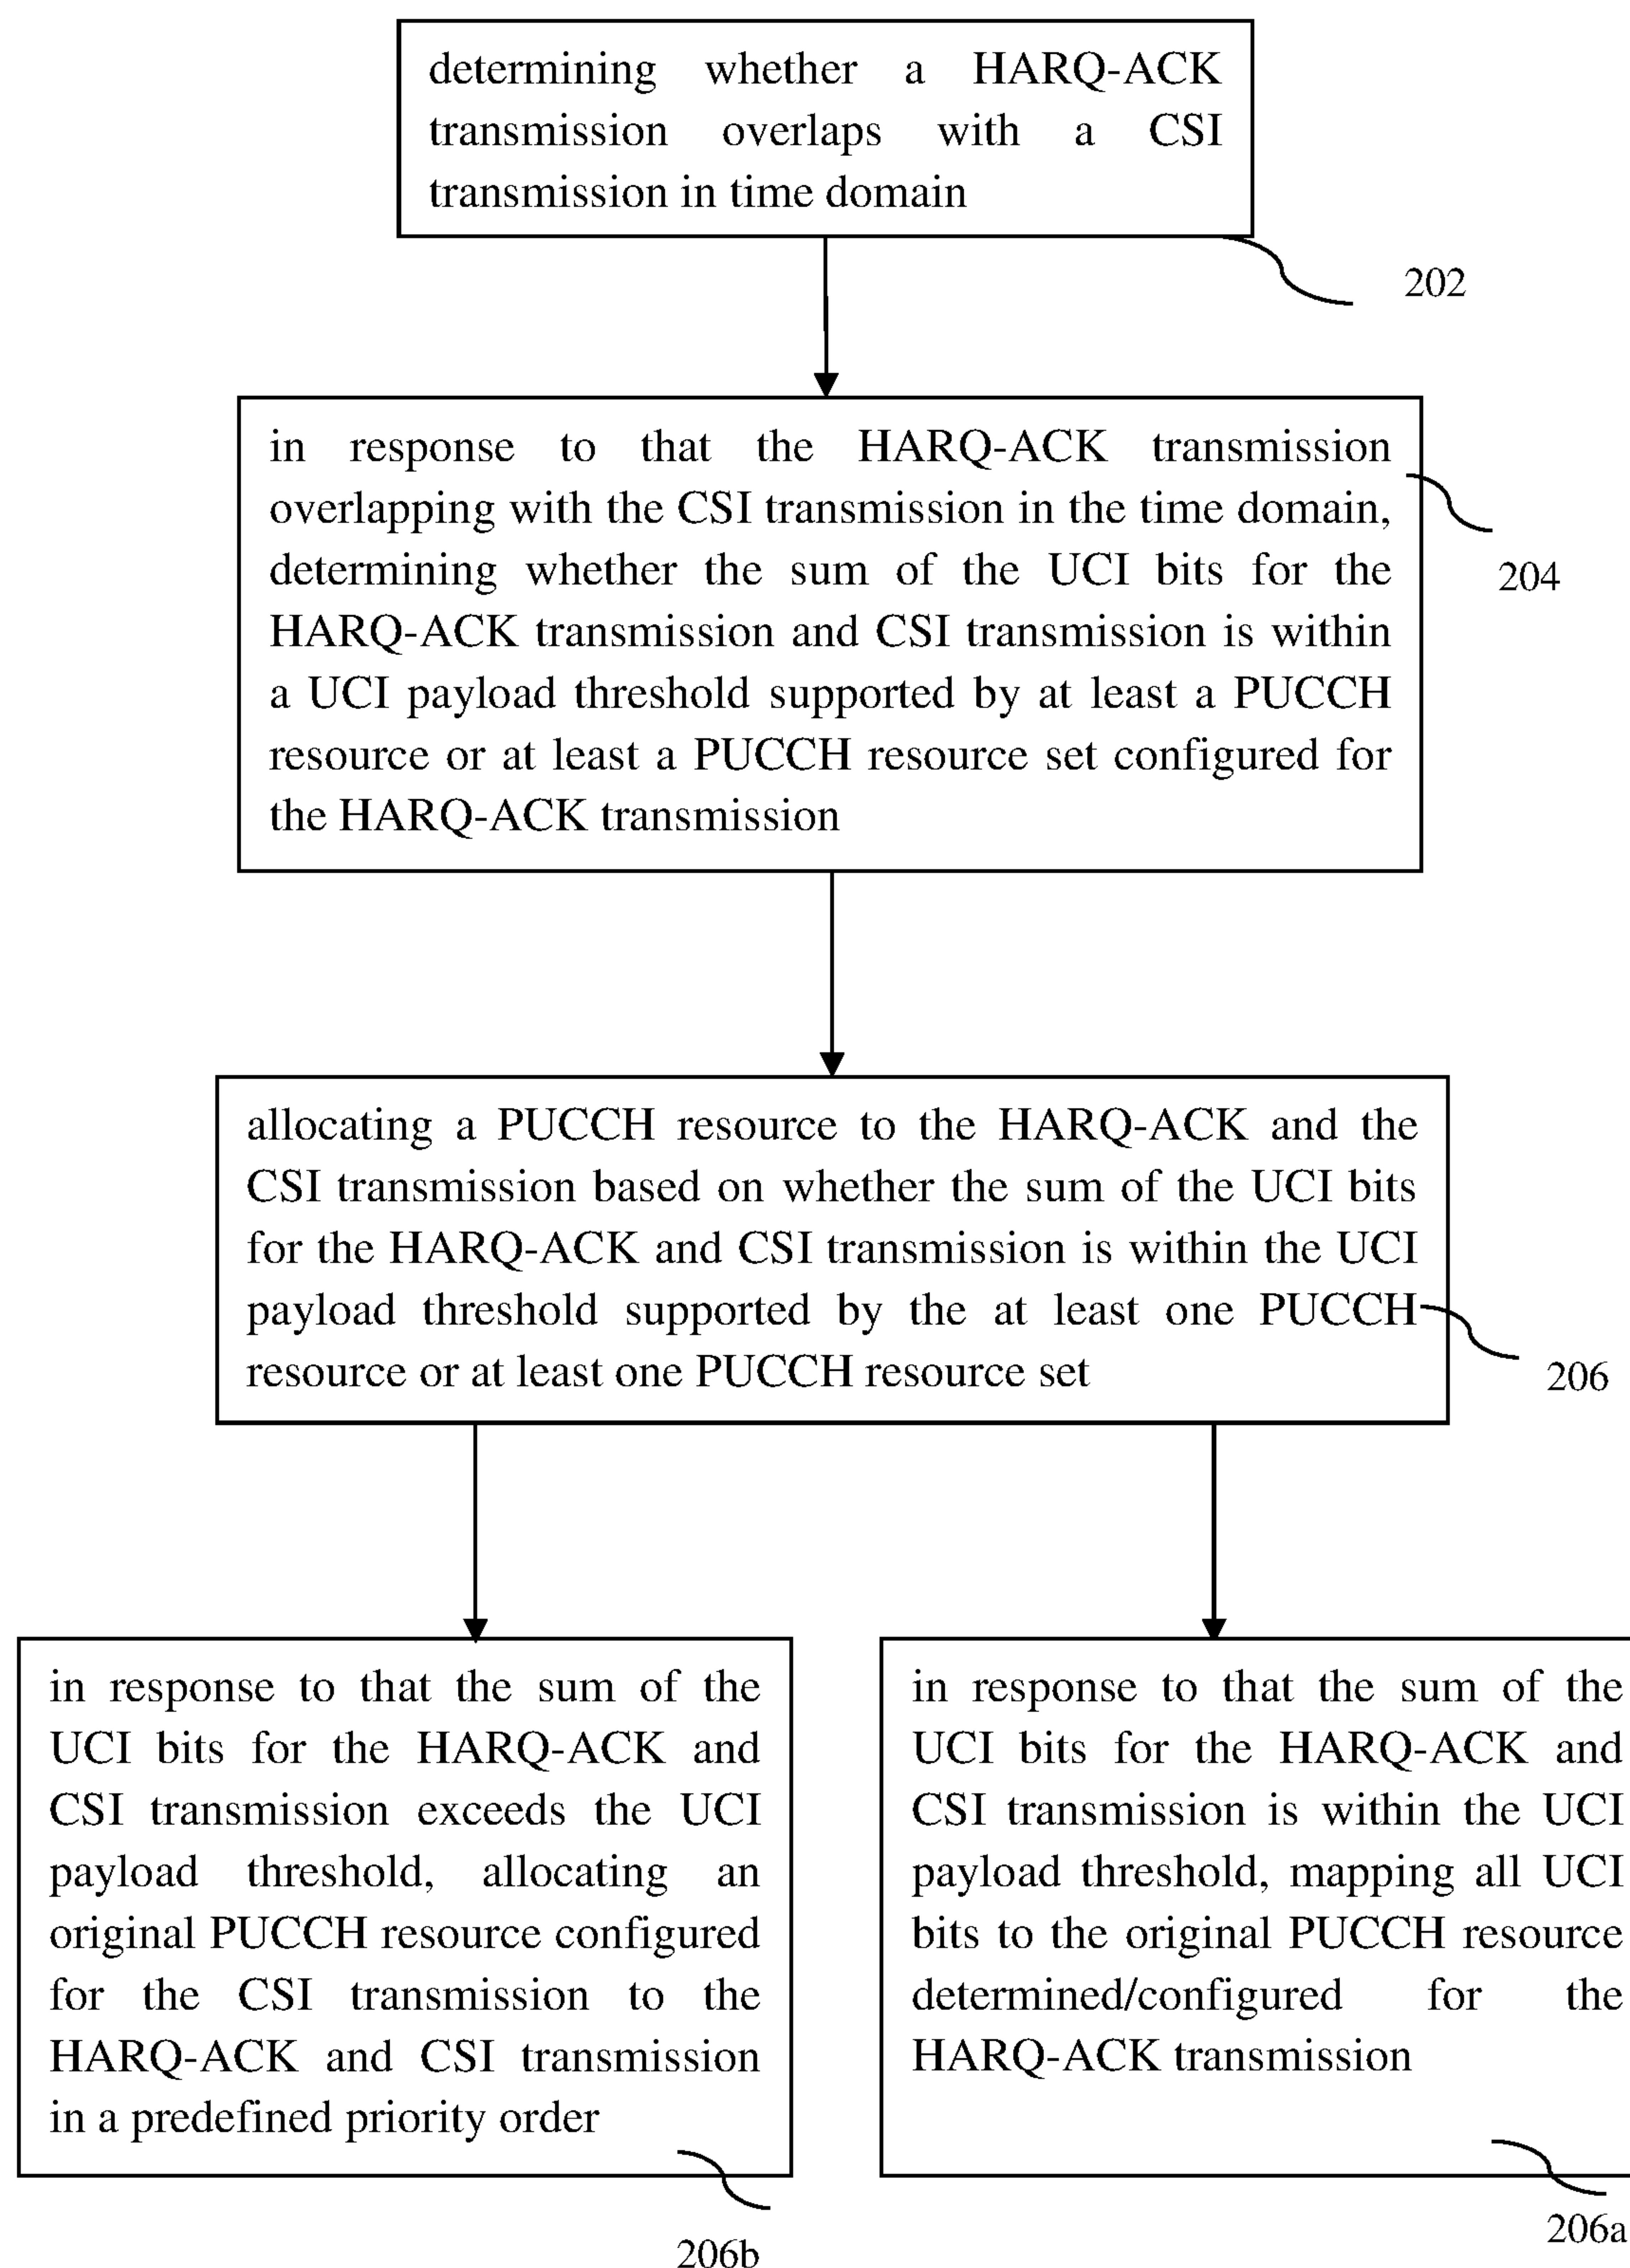 determining whether a HARQ-ACK
transmission overlaps with a CSI
transmission in time domain
202
in response to that the HARQ-ACK transmission
overlapping with the CSI transmission in the time domain,
determining whether the sum of the UCI bits for the
HARQ-ACK transmission and CSI transmission is within
a UCI payload threshold supported by at least a PUCCH
resource or at least a PUCCH resource set configured for
the HARQ-ACK transmission
204
allocating a PUCCH resource to the HARQ-ACK and the
CSI transmission based on whether the sum of the UCI bits
for the HARQ-ACK and CSI transmission is within the UCI
payload threshold supported by the at least one PUCCH
resource or at least one PUCCH resource set
206
in response to that the sum of the
UCI bits for the HARQ-ACK and
CSI transmission exceeds the UCI
payload threshold, allocating an
original PUCCH resource configured
for the CSI transmission to the
HARQ-ACK and CSI transmission
in a predefined priority order
206b
in response to that the sum of the
UCI bits for the HARQ-ACK and
CSI transmission is within the UCI
payload threshold, mapping all UCI
bits to the original PUCCH resource
determined/configured for the
HARQ-ACK transmission
206a